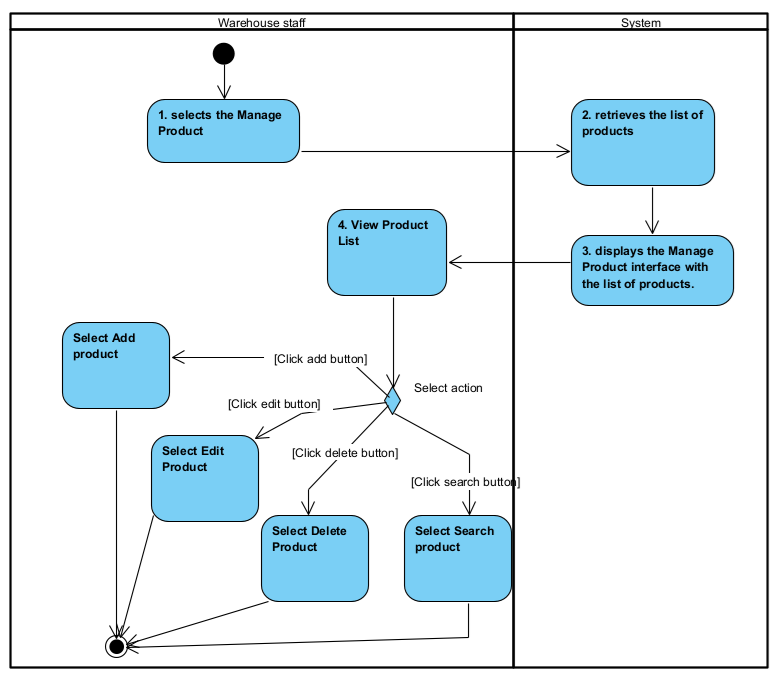 Warehouse staff
System
1. selects the Manage
Product
2. retrieves the list of
products
4. View Product
List
3. displays the Manage
Product interface with
the list of products.
Select Add
product
[Click add button]
Select action
[Click edit button]
Select Edit
Product
[Click delete button]
[Click search button]
Select Delete
Product
Select Search
product